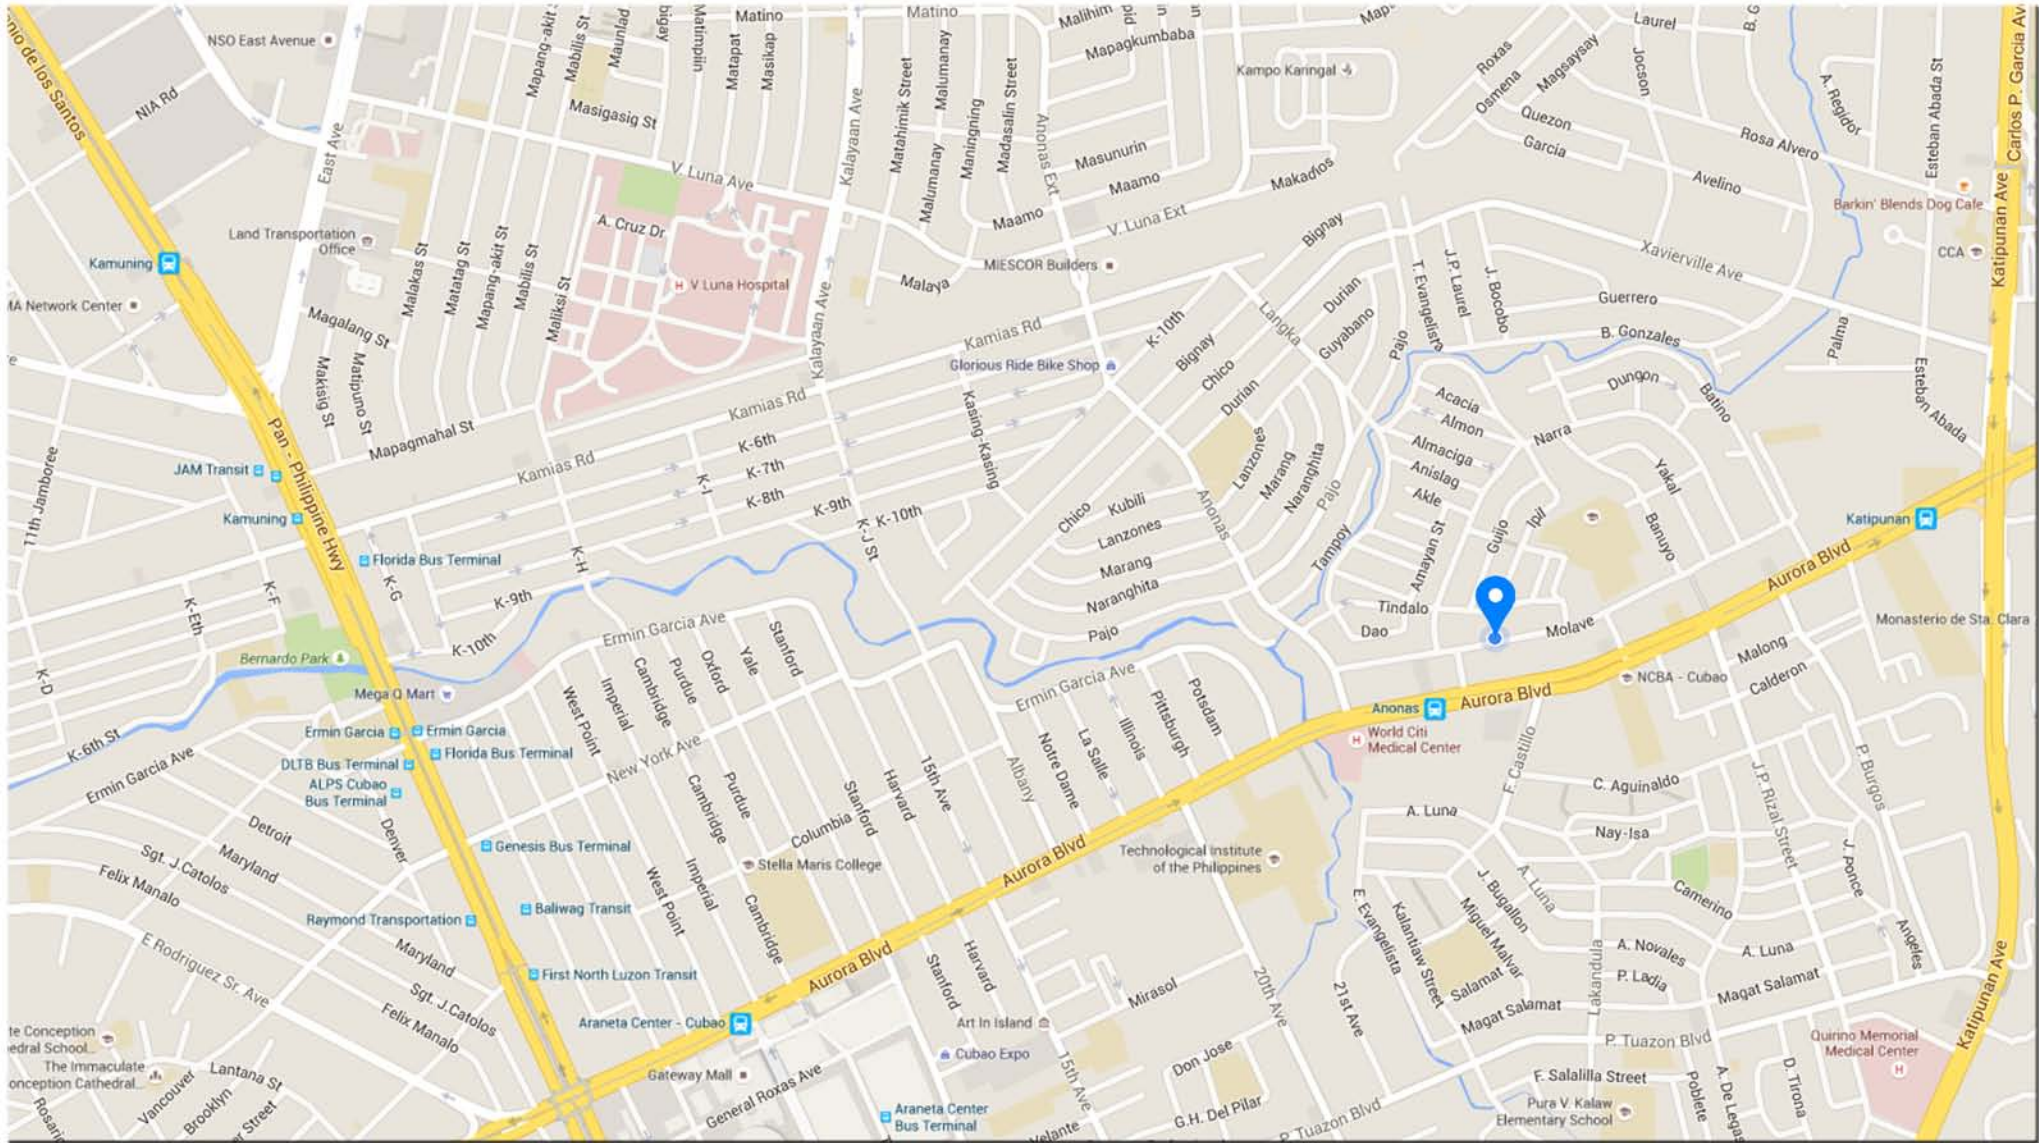 Matino
Matino
Malihim
NSO East Avenue
Mapang-akit
Mabilis St
Maunlad
Matimpiin
Matapat
Masikap
Malumanay
Mapagkumbaba
Kampo Karingal
Roxas
Osmena
Magsaysay
Laurel
Jocson
A. Regidor
Esteban Abada St
Carlos P. Garcia Av
NIA Rd
East Ave
Masigasig St
V. Luna Ave
Kalayaan Ave
Matahimik Street
Malumanay
Maningning
Madasalin Street
Anonas Ext
Masunurin
Maamo
Maamo
V. Luna Ext
Makadios
Quezon
Garcia
Rosa Alvero
Avelino
Barkin' Blends Dog Cafe
Katipunan Ave
CCA
Land Transportation
Office
Kamuning
A. Cruz Dr
V Luna Hospital
Malaya
MIESCOR Builders
Bignay
Xavierville Ave
Malakas St
Matatag St
Mapang-akit St
Mabilis St
Maliksi St
Magalang St
Makisig St
Matipuno St
Mapagmahal St
Kalayaan Ave
Kamias Rd
Kamias Rd
Kamias Rd
Glorious Ride Bike Shop
K-10th
Bignay
Chico
Durian
Langka
Durian
Guyabano
Pajo
T. Evangelista
J.P. Laurel
J. Bocobo
Guerrero
B. Gonzales
Palma
Esteban Abada
Dungon
Batino
Acacia
Almon
Almaciga
Anislag
Akle
Narra
Yakal
Banuyo
Pan - Philippine Hwy
11th Jamboree
JAM Transit
Kamuning
Florida Bus Terminal
K-6th
K-7th
K-8th
K-9th
K-10th
K-I
K-J St
Kasing-Kasing
K-H
K-G
K-F
K-Eth
K-D
K-9th
K-10th
Chico
Kubili
Lanzones
Marang
Naranghita
Pajo
Anonas
Lanzones
Marang
Naranghita
Pajo
Tampoy
Amayan St
Guijo
Ipil
Tindalo
Dao
Molave
Katipunan
Aurora Blvd
Monasterio de Sta. Clara
Bernardo Park
Mega Q Mart
Ermin Garcia Ave
Ermin Garcia
Ermin Garcia
Florida Bus Terminal
DLTB Bus Terminal
ALPS Cubao
Bus Terminal
K-6th St
Ermin Garcia Ave
West Point
Imperial
Cambridge
Purdue
Oxford
Yale
Stanford
New York Ave
Ermin Garcia Ave
Albany
Notre Dame
La Salle
Illinois
Pittsburgh
Potsdam
Anonas
Aurora Blvd
World Citi
Medical Center
NCBA - Cubao
Malong
Calderon
F. Castillo
C. Aguinaldo
A. Luna
Nay-Isa
J.P. Rizal Street
P. Burgos
J. Ponce
Detroit
Denver
Maryland
Sgt. J.Catolos
Felix Manalo
Genesis Bus Terminal
Cambridge
Purdue
Columbia
Stanford
Harvard
15th Ave
Stella Maris College
Aurora Blvd
Technological Institute
of the Philippines
Raymond Transportation
Baliwag Transit
West Point
Imperial
Cambridge
First North Luzon Transit
E Rodriguez Sr. Ave
Maryland
Sgt. J.Catolos
Felix Manalo
Aurora Blvd
Stanford
Harvard
Mirasol
20th Ave
21st Ave
E. Evangelista
Kalantiaw Street
Miguel Malvar
J. Bugallon
A. Luna
Camerino
Salamat
Magat Salamat
Lakandula
A. Novales
P. Ladia
A. Luna
Magat Salamat
Angeles
Katipunan Ave
Araneta Center - Cubao
Art In Island
Cubao Expo
15th Ave
Don Jose
P. Tuazon Blvd
Quirino Memorial
Medical Center
The Immaculate
Vancouver
Brooklyn
Lantana St
Gateway Mall
General Roxas Ave
Araneta Center
Bus Terminal
G.H. Del Pilar
P. Tuazon Blvd
F. Salalilla Street
Pura V. Kalaw
Elementary School
Poblete
A. De Legas
D. Tirona